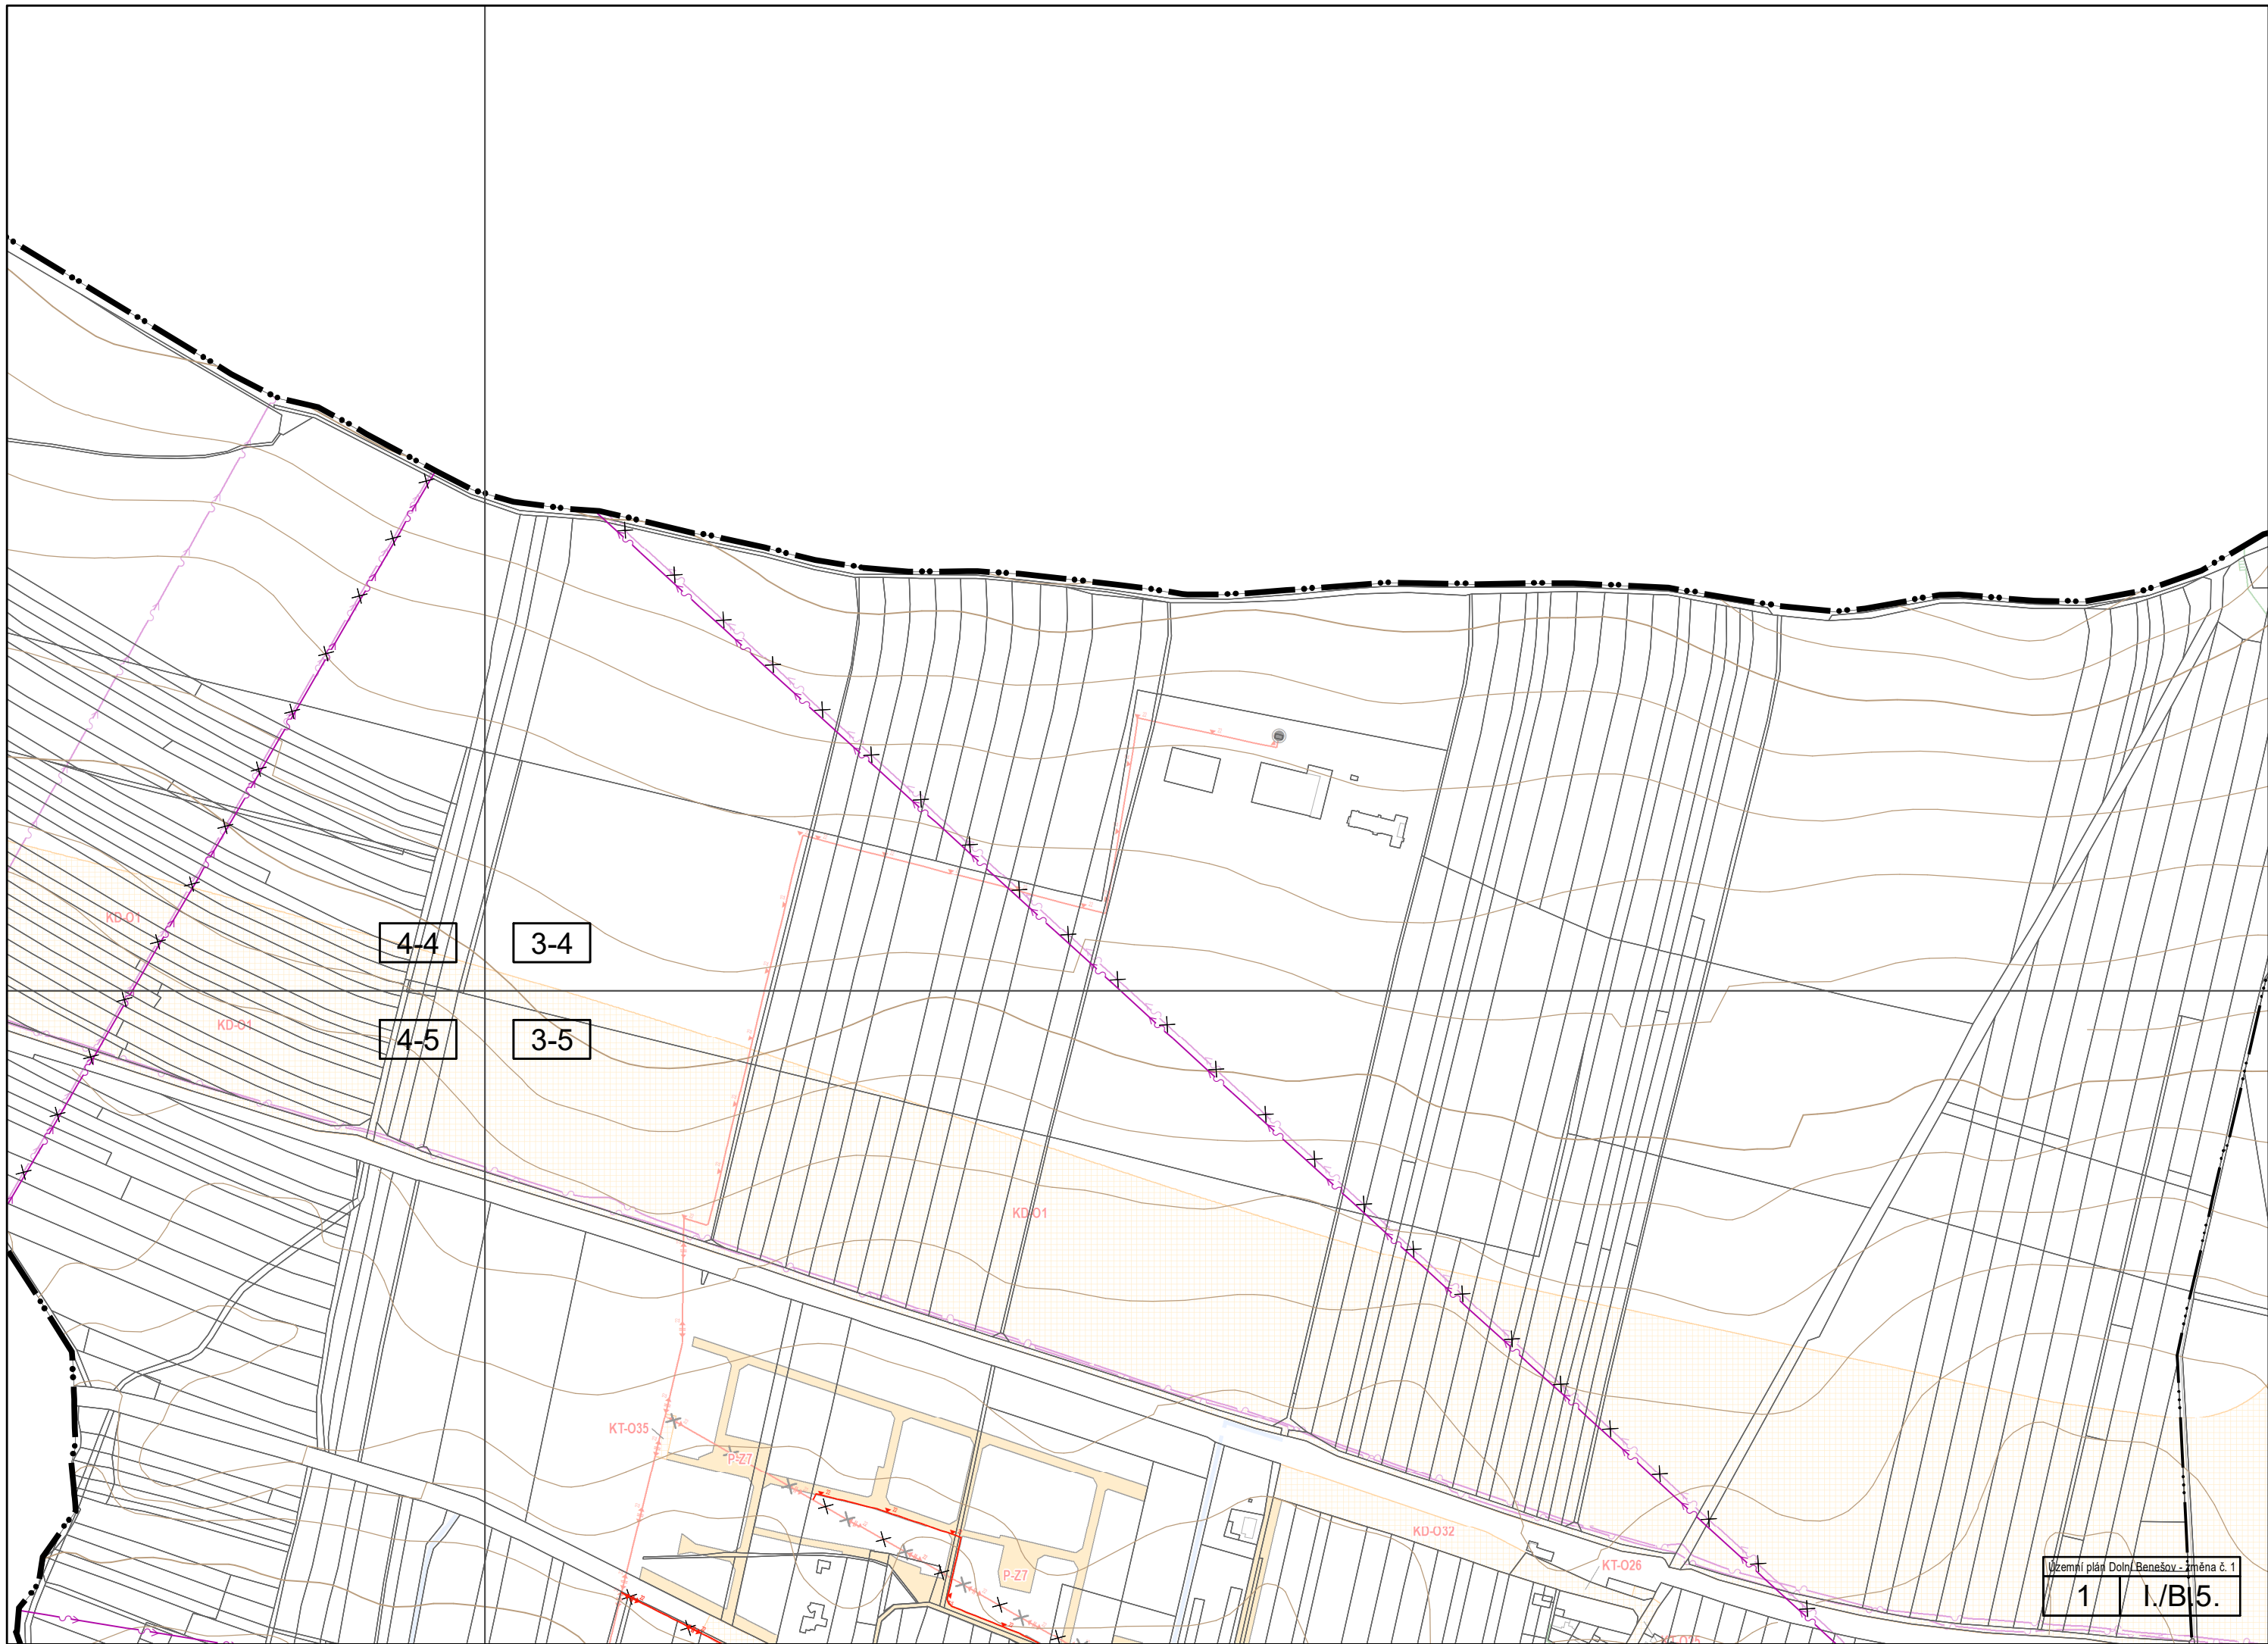 KD-O1
4-4
3-4
KD-O1
4-5
3-5
KD-O1
KT-O35
P-Z7
KD-O32
KT-O26
P-Z7
Územní plán Dolní Benešov - změna č. 1
1
I./B.5.